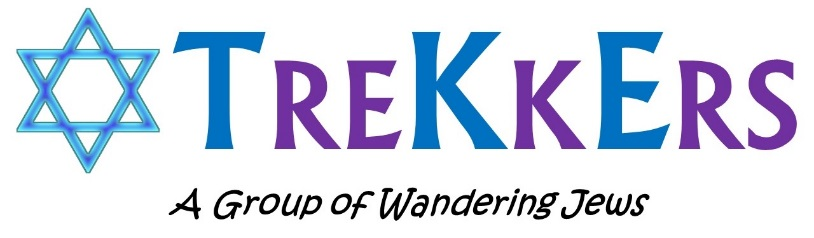 TREKKERS
A Group of Wandering Jews